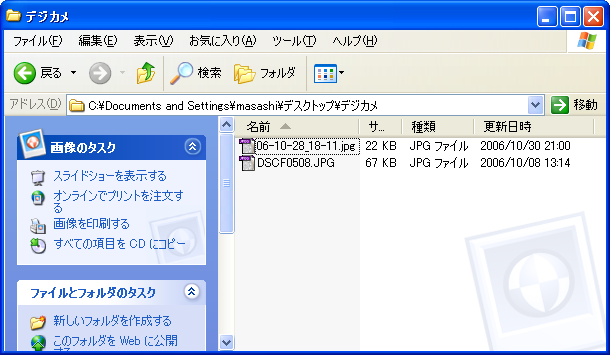 デジカメ
ファイル(F) 編集(E) 表示(V) お気に入り(A) ツール(T) ヘルプ(H)
戻る 検索 フォルダ
アドレス(D) C:¥Documents and Settings¥masashi¥デスクトップ¥デジカメ 移動
名前 サ... 種類 更新日時
06-10-28_18-11.jpg 22 KB JPG ファイル 2006/10/30 21:00
DSCF0508.JPG 67 KB JPG ファイル 2006/10/08 13:14
画像のタスク
スライドショーを表示する
オンラインでプリントを注文す
る
画像を印刷する
すべての項目を CD にコピー
ファイルとフォルダのタスク
新しいフォルダを作成する
このフォルダを Web に公開
する